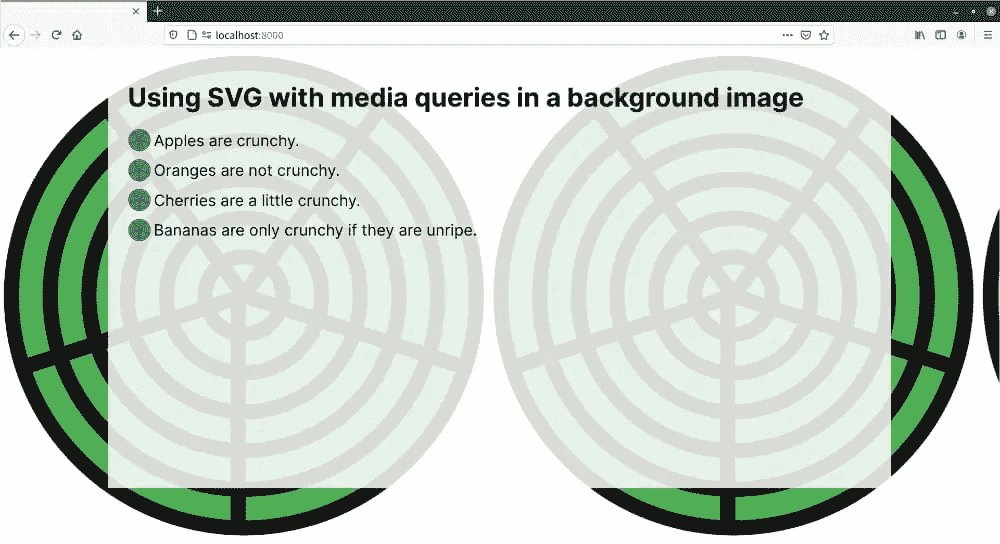 localhost:8000
Using SVG with media queries in a background image
Apples are crunchy.
Oranges are not crunchy.
Cherries are a little crunchy.
Bananas are only crunchy if they are unripe.